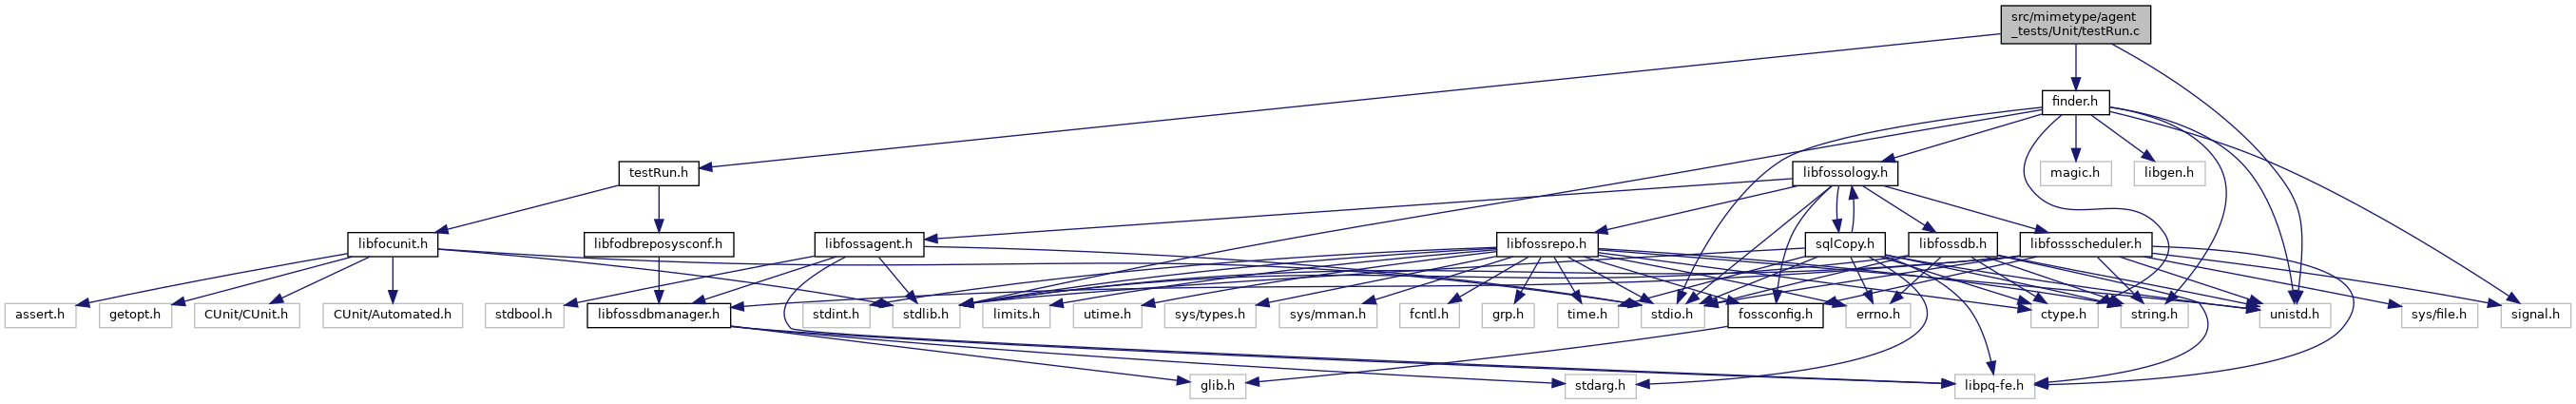 src/mimetype/agent
_tests/Unit/testRun.c
finder.h
testRun.h
libfossology.h
magic.h
libgen.h
libfocunit.h
libfodbreposysconf.h
libfossagent.h
libfossrepo.h
sqlCopy.h
libfossdb.h
libfossscheduler.h
assert.h
getopt.h
CUnit/CUnit.h
CUnit/Automated.h
stdbool.h
libfossdbmanager.h
stdint.h
stdlib.h
limits.h
utime.h
sys/types.h
sys/mman.h
fcntl.h
grp.h
time.h
stdio.h
fossconfig.h
errno.h
ctype.h
string.h
unistd.h
sys/file.h
signal.h
glib.h
stdarg.h
libpq-fe.h